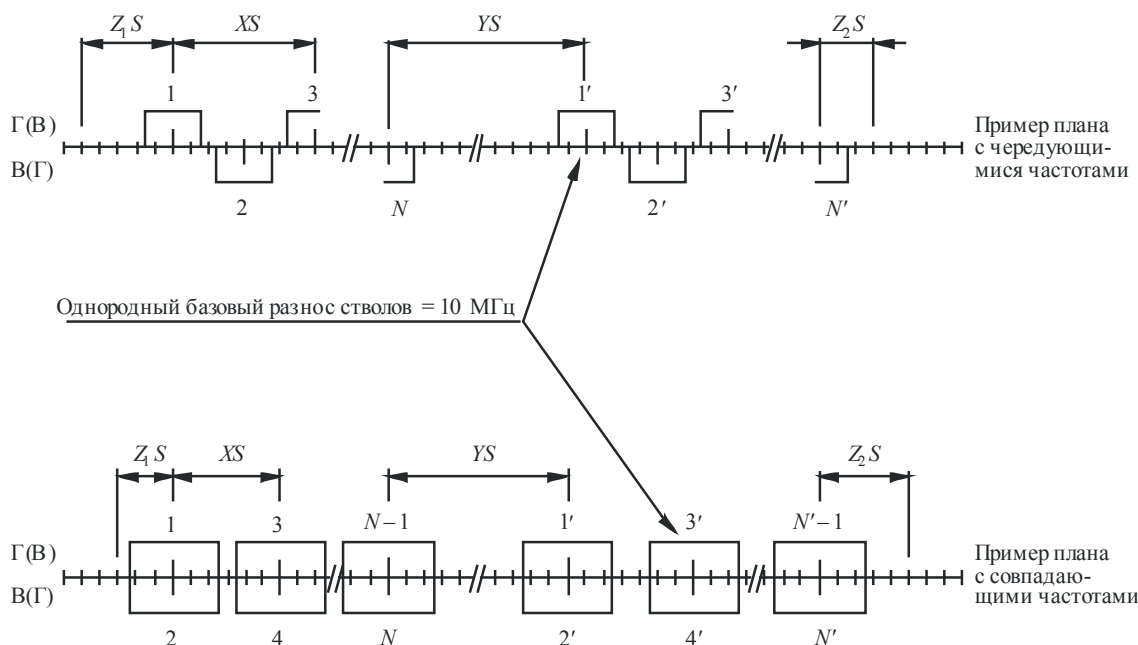 Z₁S XS YS Z₂S
1 3 1′ 3′
Г(В)
В(Г)
2 N 2′ N′
Пример плана
с чередующи-
мися частотами
Однородный базовый разнос стволов = 10 МГц
Z₁S XS YS Z₂S
1 3 N–1 1′ 3′ N′–1
Г(В)
В(Г)
2 4 N 2′ 4′ N′
Пример плана
с совпадаю-
щими частотами